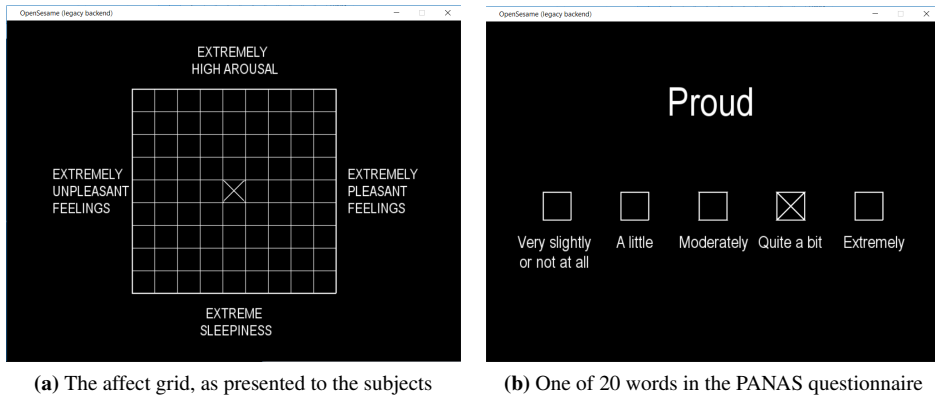 OpenSesame (legacy backend)
EXTREMELY
HIGH AROUSAL
EXTREMELY
UNPLEASANT
FEELINGS
EXTREMELY
PLEASANT
FEELINGS
EXTREME
SLEEPINESS
(a) The affect grid, as presented to the subjects
OpenSesame (legacy backend)
Proud
Very slightly
or not at all
A little
Moderately
Quite a bit
Extremely
(b) One of 20 words in the PANAS questionnaire